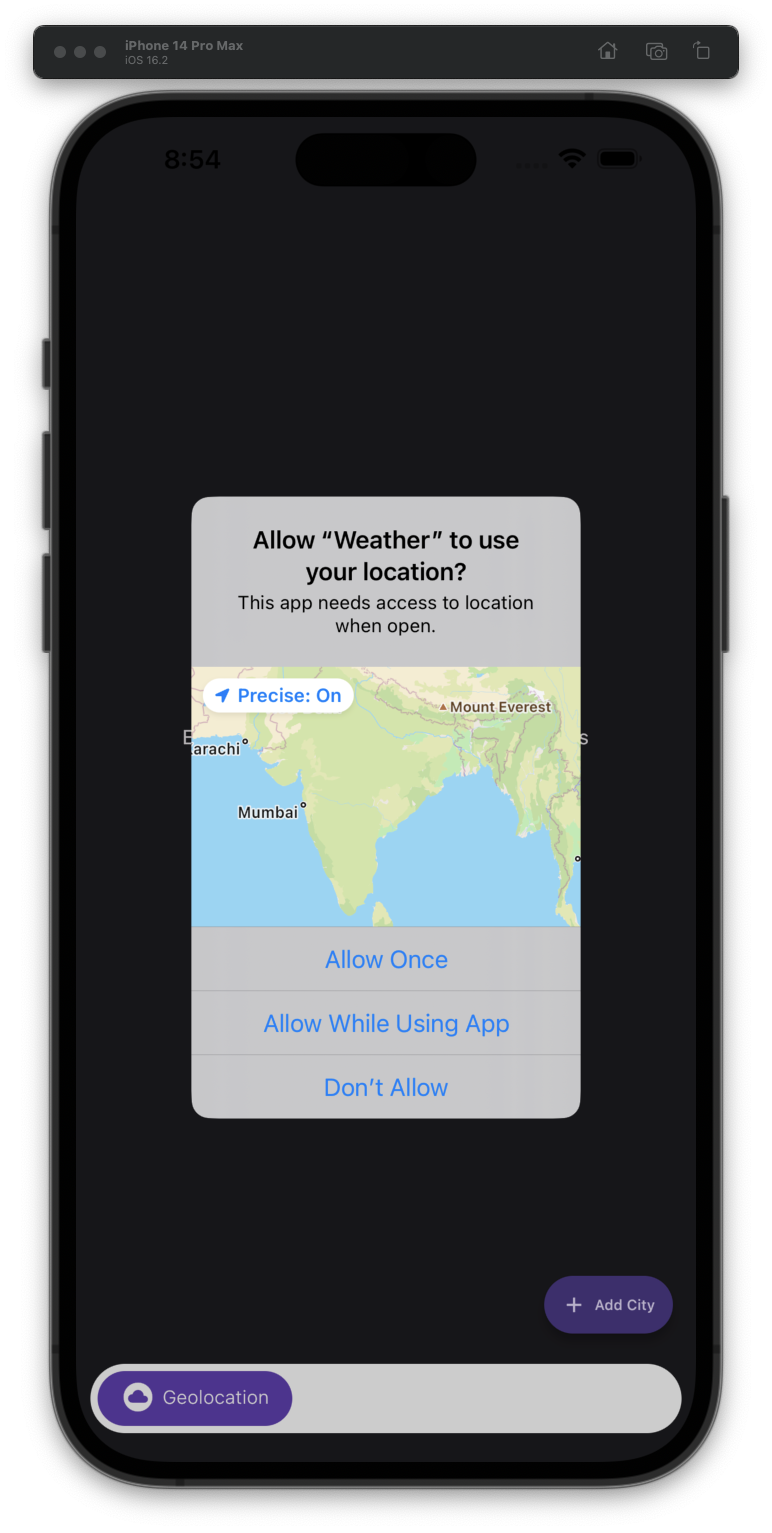 iPhone 14 Pro Max
iOS 16.2
8:54
Allow “Weather” to use
your location?
This app needs access to location
when open.
Precise: On
Mount Everest
E
s
arachi
Mumbai
Allow Once
Allow While Using App
Don’t Allow
+ Add City
Geolocation